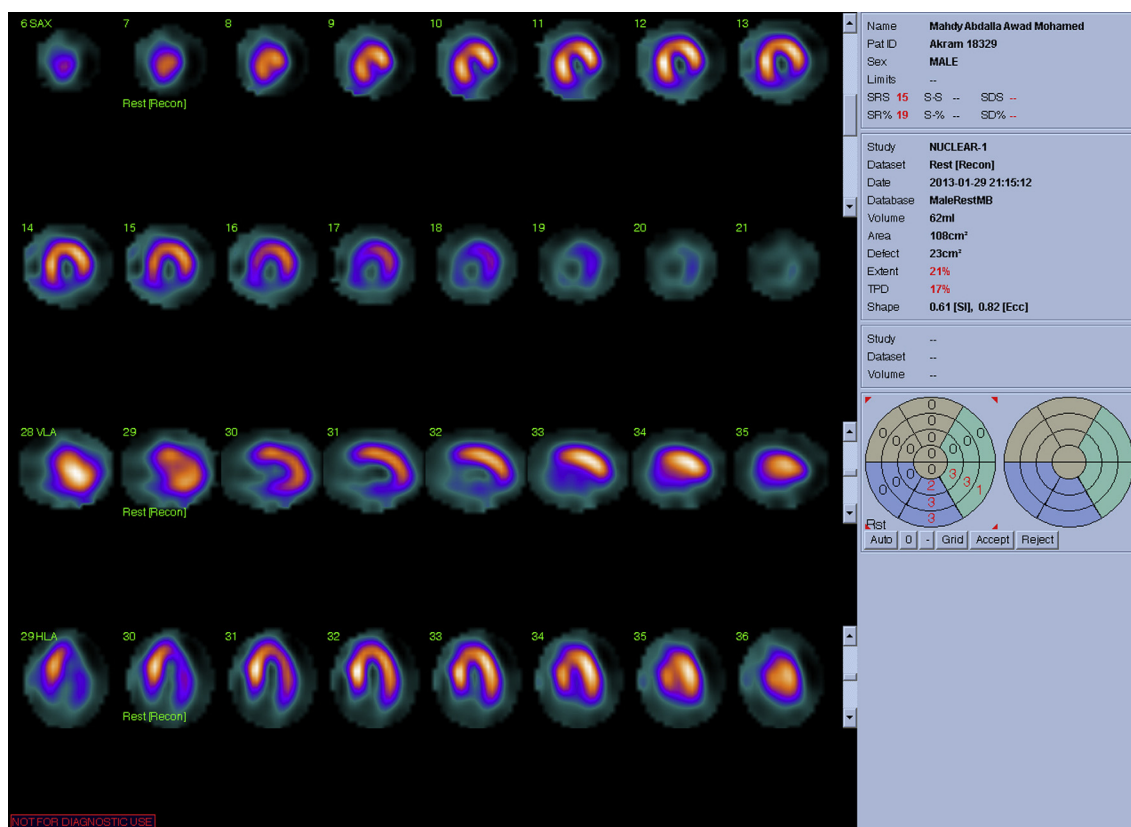 6 SAX 7 8 9 10 11 12 13
Rest [Recon]
14 15 16 17 18 19 20 21
28 VLA 29 30 31 32 33 34 35
Rest [Recon]
29 HLA 30 31 32 33 34 35 36
Rest [Recon]
NOT FOR DIAGNOSTIC USE
Name Mahdy Abdalla Awad Mohamed
Pat ID Akram 18329
Sex MALE
Limits --
SRS 15 S-S -- SDS --
SR% 19 S-% -- SD% --
Study NUCLEAR-1
Dataset Rest [Recon]
Date 2013-01-29 21:15:12
Database MaleRestMB
Volume 62ml
Area 108cm²
Defect 23cm²
Extent 21%
TPD 17%
Shape 0.61 [SI], 0.82 [Ecc]
Study --
Dataset --
Volume --
0
0 0 0 0
0 0 0 0 0
0
0
0 0 0 3 3 1
2
3
3
Rst
Auto 0 - Grid Accept Reject